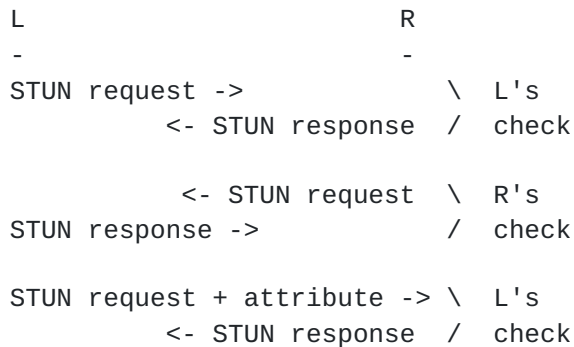 L                       R
-                       -
STUN request ->             \  L's
          <- STUN response  /  check

           <- STUN request  \  R's
STUN response ->            /  check

STUN request + attribute -> \  L's
          <- STUN response  /  check